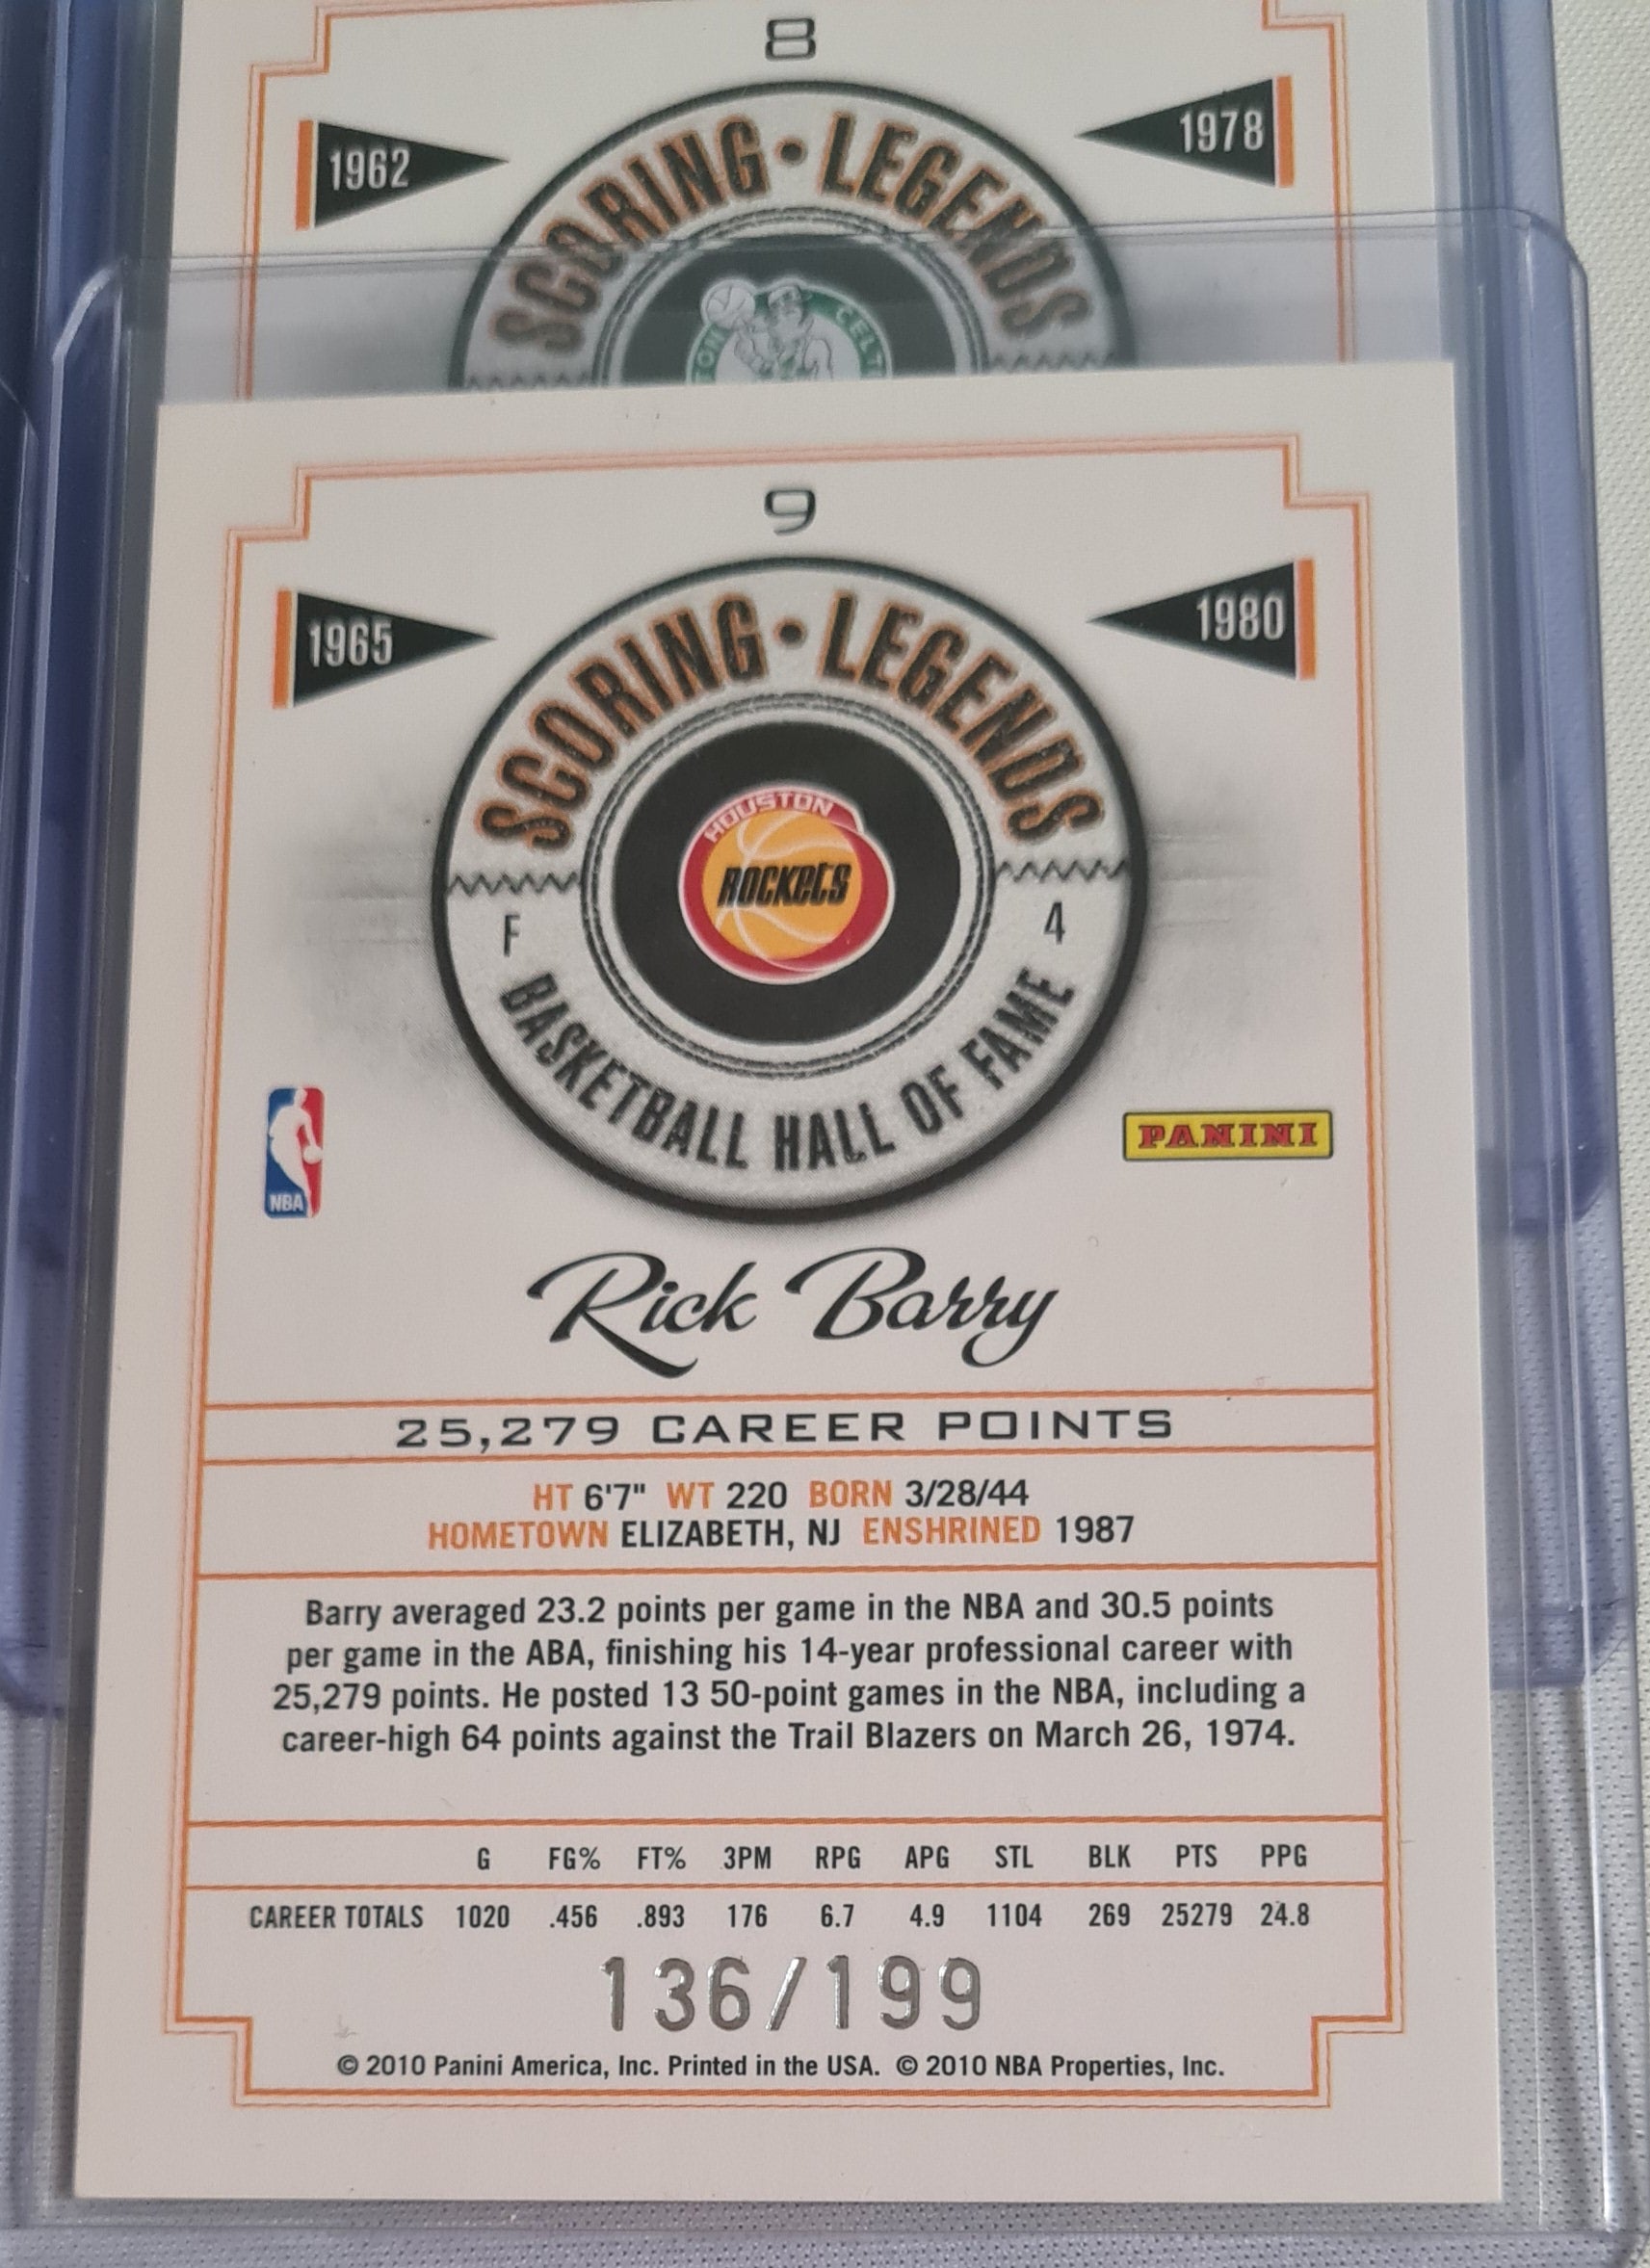 8
1962
1978
SCORING • LEGENDS
9
1965
1980
SCORING • LEGENDS
HOUSTON
ROCKETS
F
4
BASKETBALL HALL OF FAME
NBA
PANINI
Rick Barry
25,279 CAREER POINTS
HT 6'7" WT 220 BORN 3/28/44
HOMETOWN ELIZABETH, NJ ENSHRINED 1987
Barry averaged 23.2 points per game in the NBA and 30.5 points
per game in the ABA, finishing his 14-year professional career with
25,279 points. He posted 13 50-point games in the NBA, including a
career-high 64 points against the Trail Blazers on March 26, 1974.
G FG% FT% 3PM RPG APG STL BLK PTS PPG
CAREER TOTALS 1020 .456 .893 176 6.7 4.9 1104 269 25279 24.8
136/199
© 2010 Panini America, Inc. Printed in the USA. © 2010 NBA Properties, Inc.